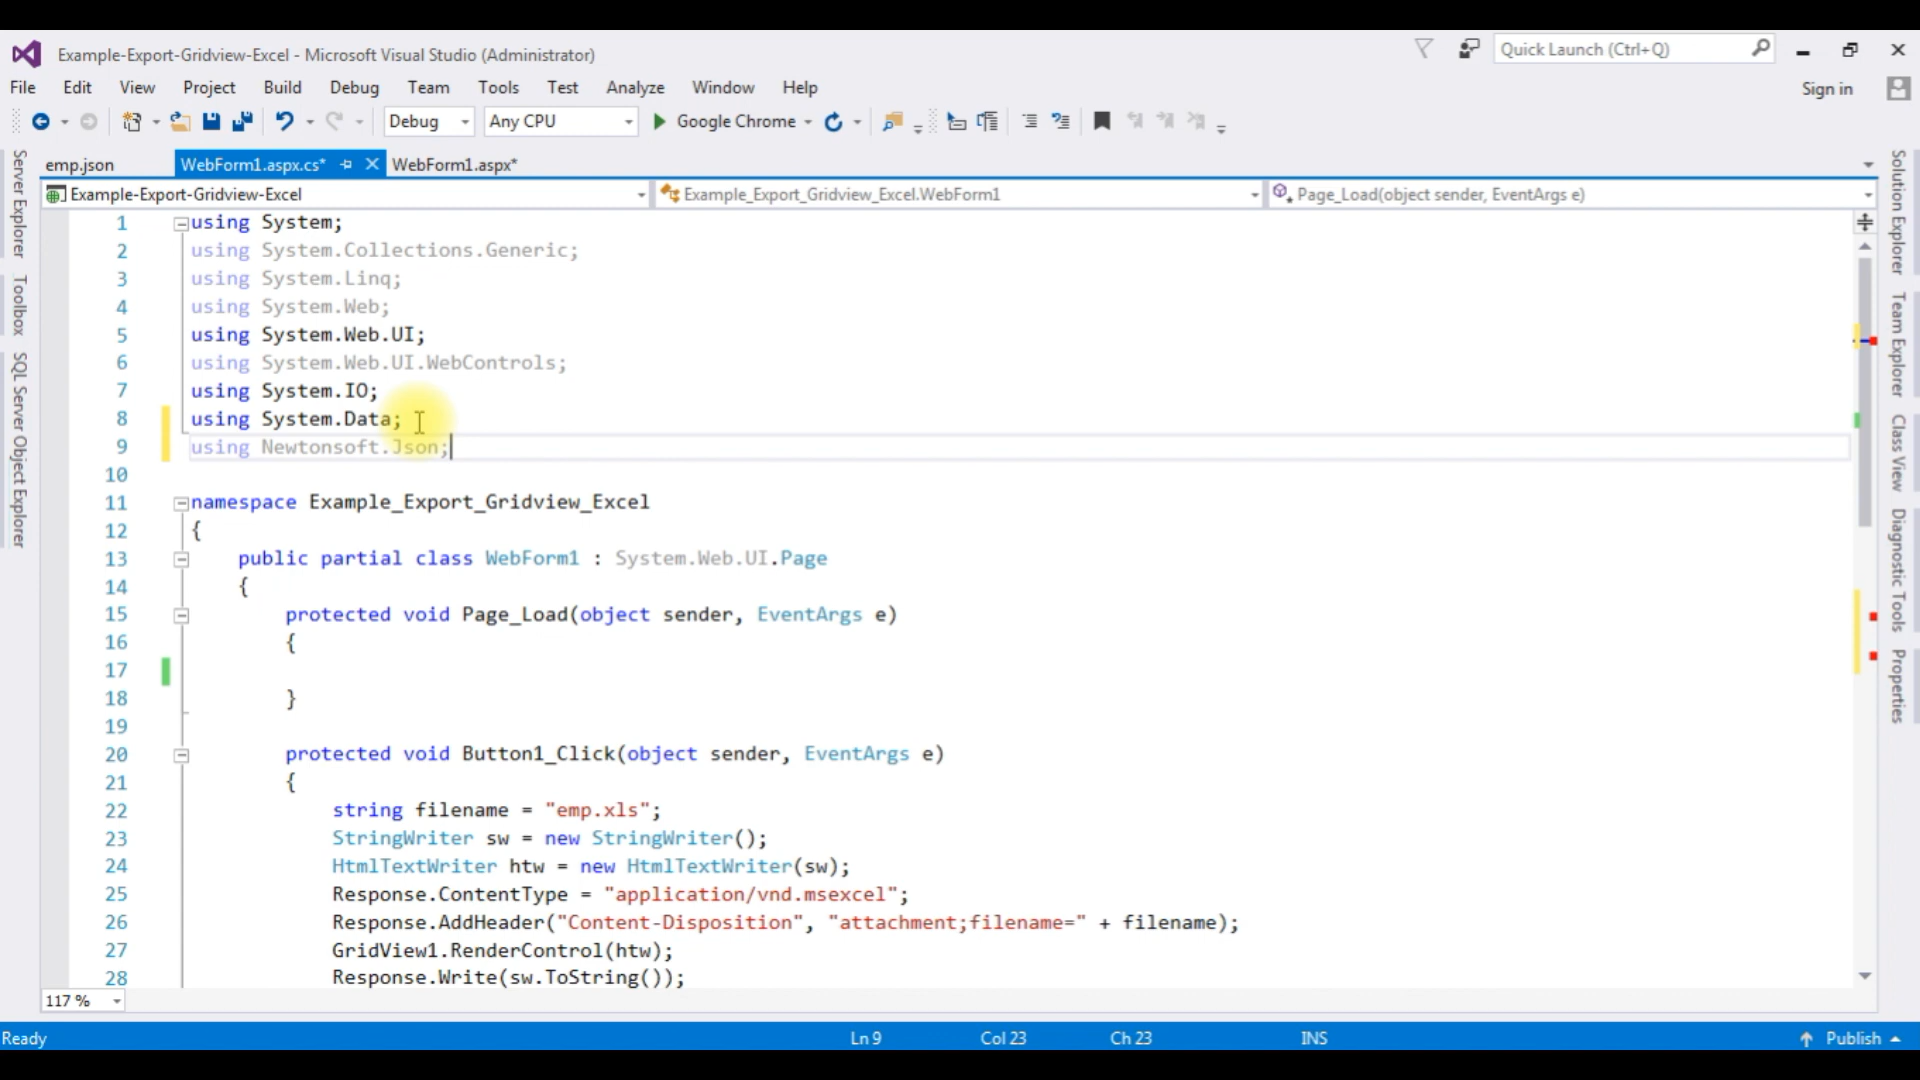 Example-Export-Gridview-Excel - Microsoft Visual Studio (Administrator)
Quick Launch (Ctrl+Q)
File Edit View Project Build Debug Team Tools Test Analyze Window Help
Sign in
Debug Any CPU Google Chrome
emp.json WebForm1.aspx.cs* WebForm1.aspx*
Example-Export-Gridview-Excel Example_Export_Gridview_Excel.WebForm1 Page_Load(object sender, EventArgs e)
Server Explorer
Toolbox
SQL Server Object Explorer
1 using System;
2 using System.Collections.Generic;
3 using System.Linq;
4 using System.Web;
5 using System.Web.UI;
6 using System.Web.UI.WebControls;
7 using System.IO;
8 using System.Data;
9 using Newtonsoft.Json;
10
11 namespace Example_Export_Gridview_Excel
12 {
13 public partial class WebForm1 : System.Web.UI.Page
14 {
15 protected void Page_Load(object sender, EventArgs e)
16 {
17
18 }
19
20 protected void Button1_Click(object sender, EventArgs e)
21 {
22 string filename = "emp.xls";
23 StringWriter sw = new StringWriter();
24 HtmlTextWriter htw = new HtmlTextWriter(sw);
25 Response.ContentType = "application/vnd.msexcel";
26 Response.AddHeader("Content-Disposition", "attachment;filename=" + filename);
27 GridView1.RenderControl(htw);
28 Response.Write(sw.ToString());
Solution Explorer
Team Explorer
Class View
Diagnostic Tools
Properties
117 %
Ready Ln 9 Col 23 Ch 23 INS Publish